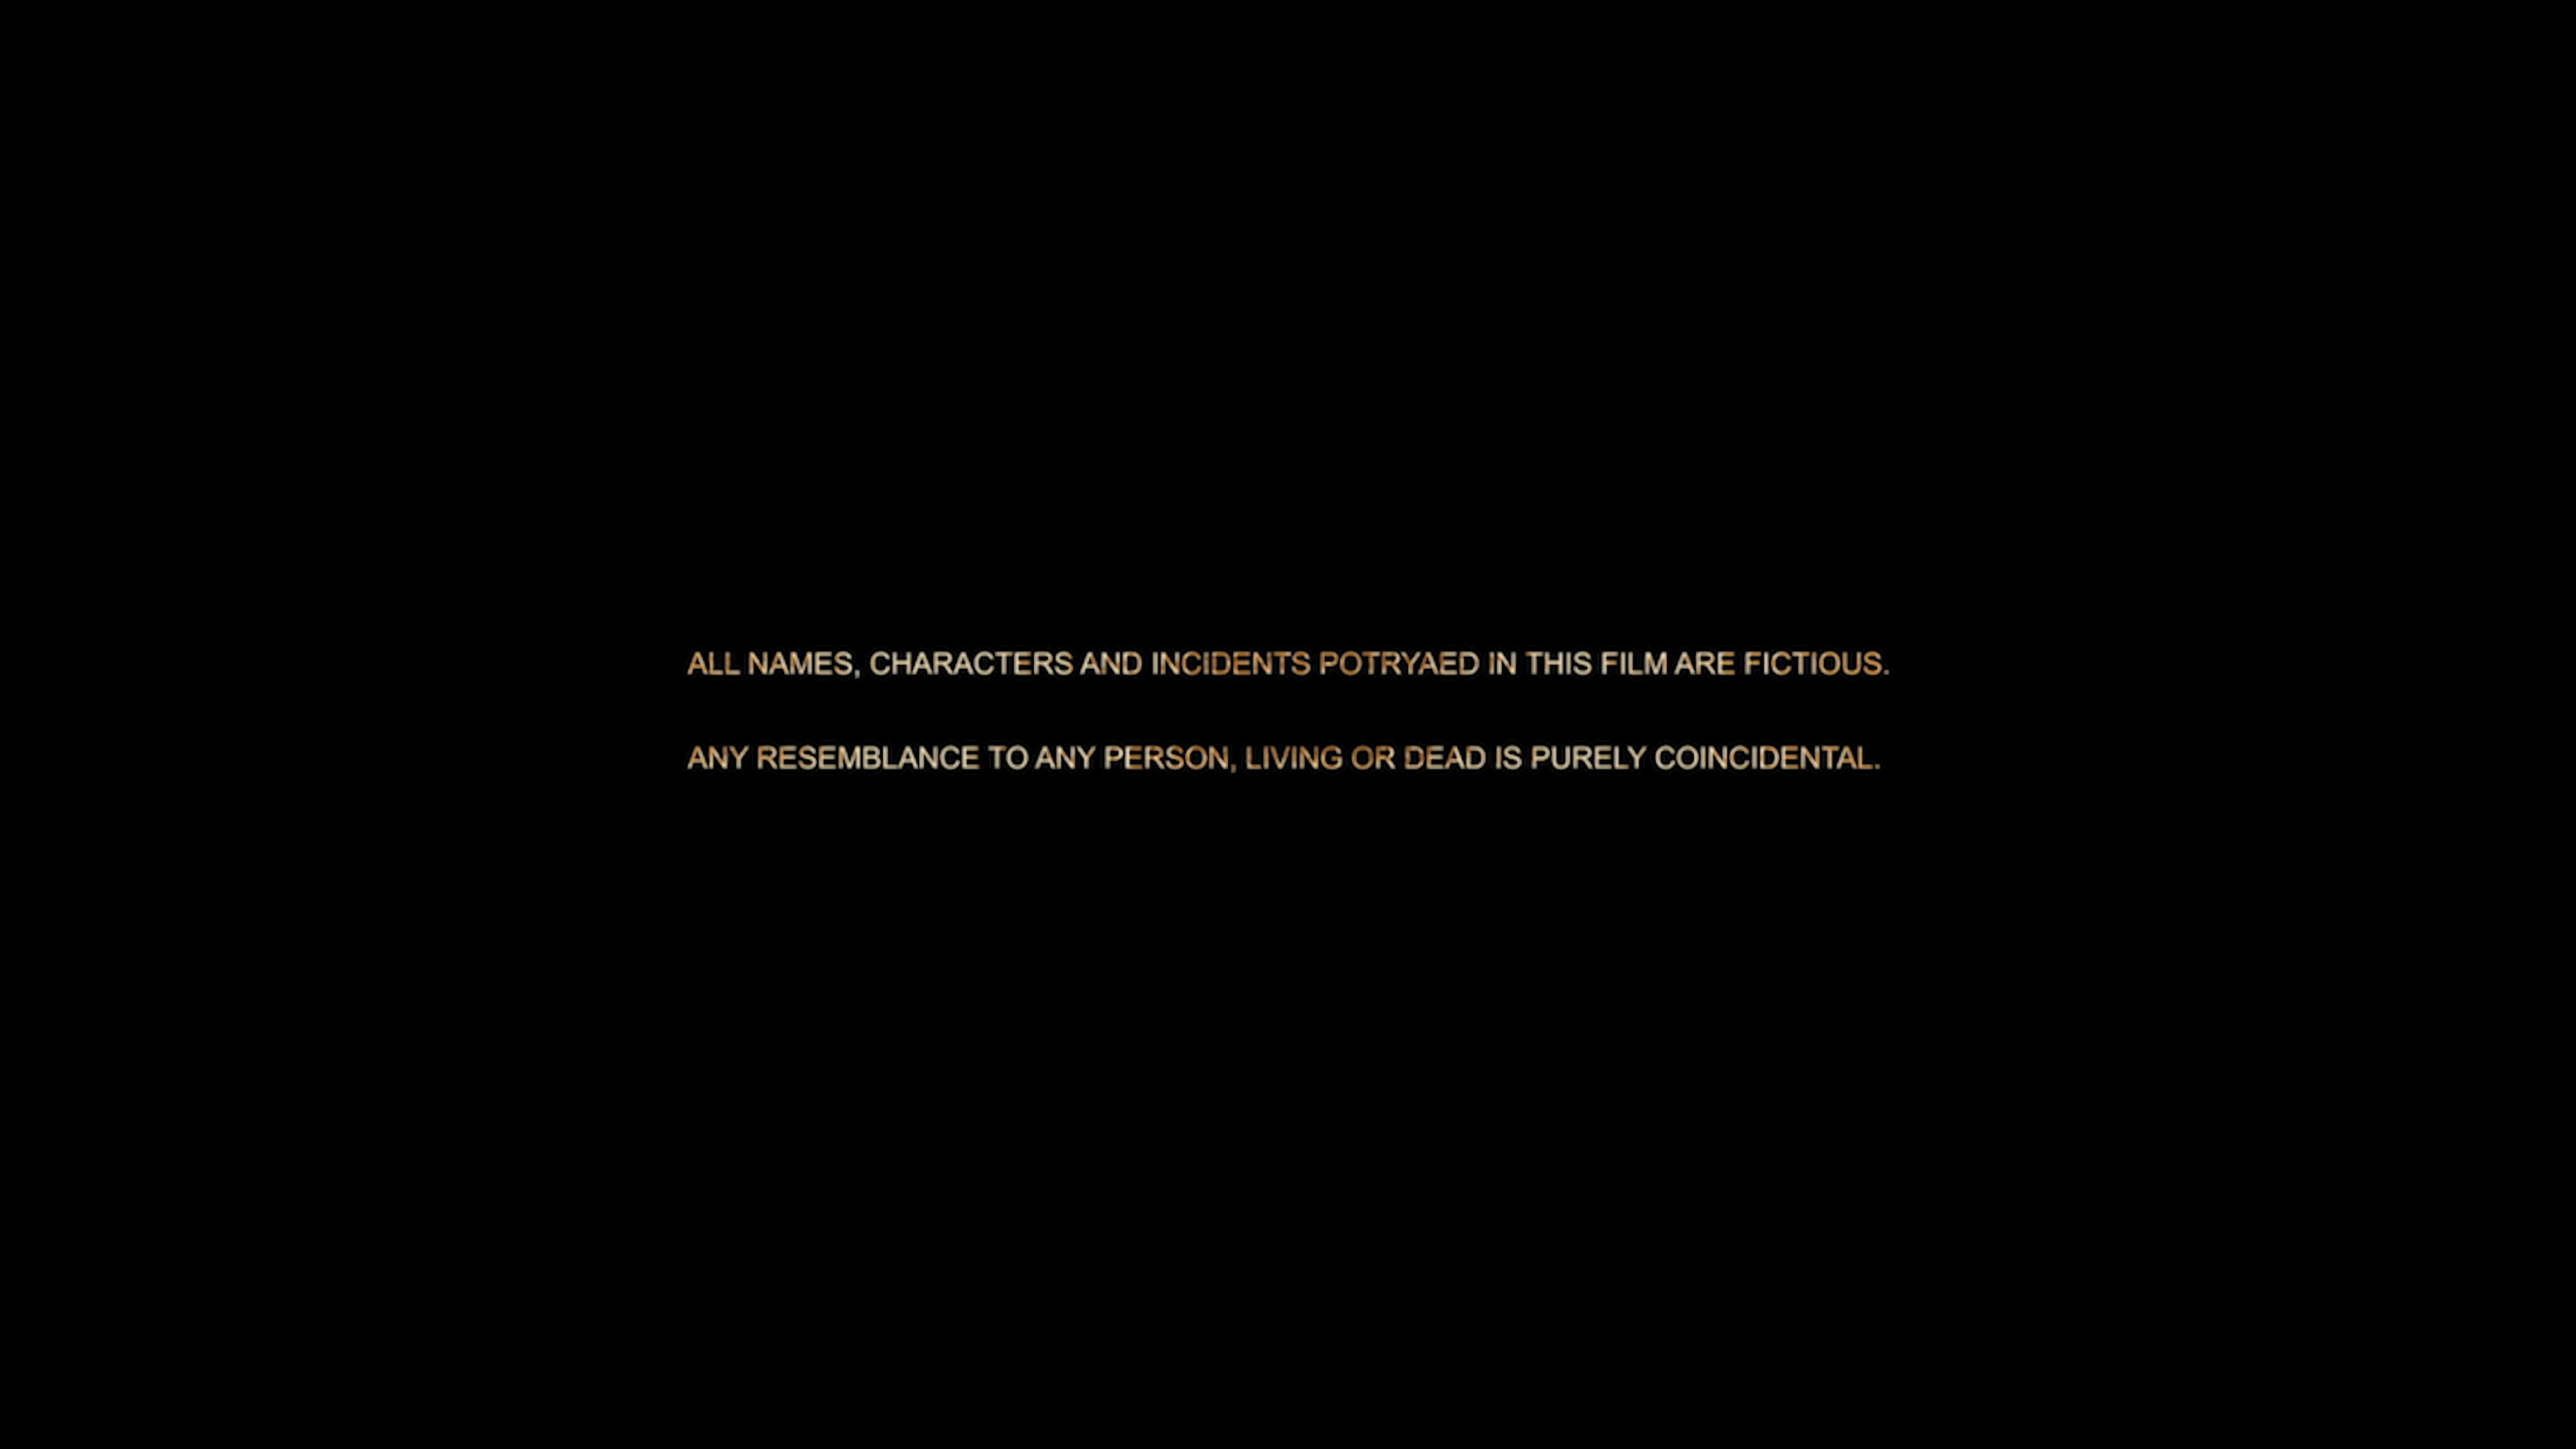 ALL NAMES, CHARACTERS AND INCIDENTS POTRYAED IN THIS FILM ARE FICTIOUS.
ANY RESEMBLANCE TO ANY PERSON, LIVING OR DEAD IS PURELY COINCIDENTAL.